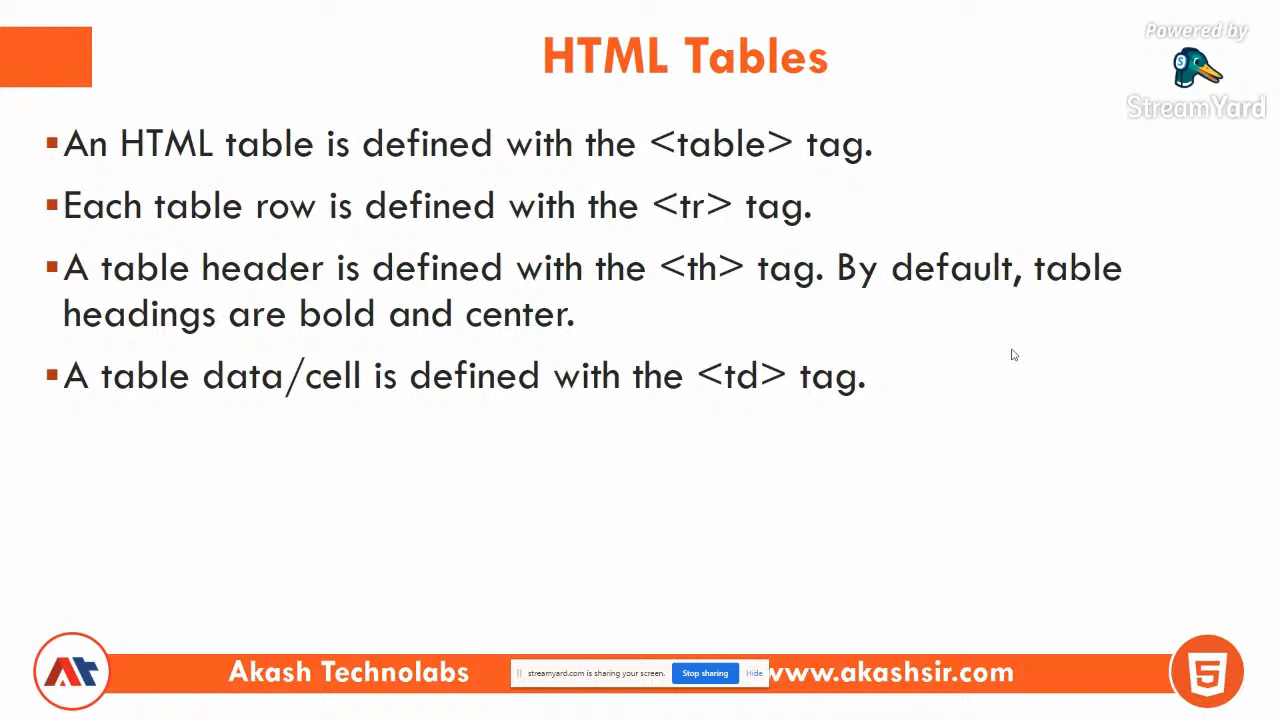 Powered by
StreamYard
HTML Tables
An HTML table is defined with the <table> tag.
Each table row is defined with the <tr> tag.
A table header is defined with the <th> tag. By default, table
headings are bold and center.
A table data/cell is defined with the <td> tag.
Akash Technolabs
streamyard.com is sharing your screen. Stop sharing Hide
www.akashsir.com